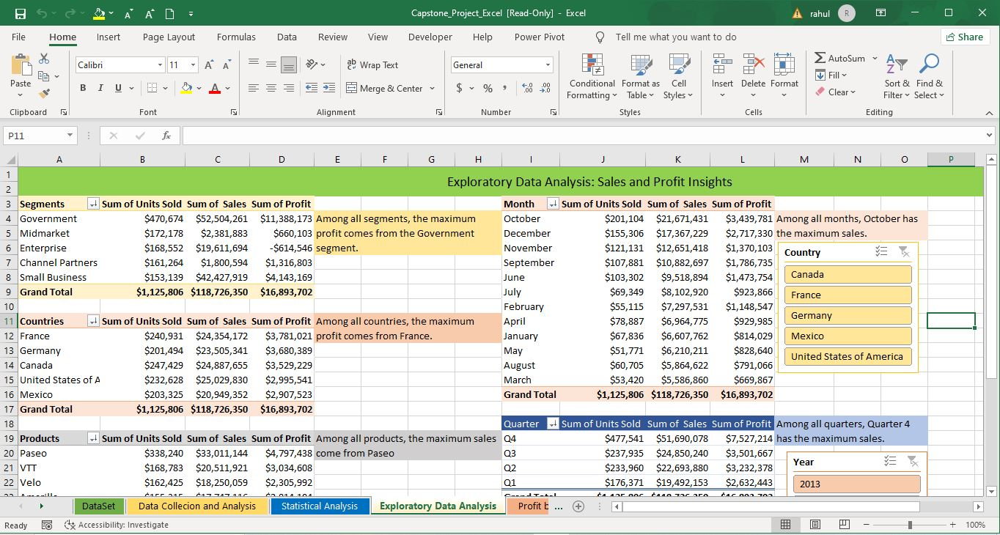 Capstone_Project_Excel [Read-Only] - Excel
rahul R
File Home Insert Page Layout Formulas Data Review View Developer Help Power Pivot Tell me what you want to do Share
Paste
Calibri 11
B I U
ab Wrap Text
Merge & Center
General
$ % ,
Conditional Formatting
Format as Table
Cell Styles
Insert Delete Format
AutoSum
Fill
Clear
Sort & Filter
Find & Select
Clipboard Font Alignment Number Styles Cells Editing
P11 fx
A B C D E F G H I J K L M N O P
1 Exploratory Data Analysis: Sales and Profit Insights
2
3 Segments Sum of Units Sold Sum of Sales Sum of Profit Month Sum of Units Sold Sum of Sales Sum of Profit
4 Government $470,674 $52,504,261 $11,388,173 Among all segments, the maximum October $201,104 $21,671,431 $3,439,781 Among all months, October has
5 Midmarket $172,178 $2,381,883 $660,103 profit comes from the Government December $155,306 $17,367,229 $2,717,330 the maximum sales.
6 Enterprise $168,552 $19,611,694 -$614,546 segment. November $121,131 $12,651,418 $1,370,103
7 Channel Partners $161,264 $1,800,594 $1,316,803 September $107,881 $10,882,697 $1,786,735
8 Small Business $153,139 $42,427,919 $4,143,169 June $103,302 $9,518,894 $1,473,754
9 Grand Total $1,125,806 $118,726,350 $16,893,702 July $69,349 $8,102,920 $923,866
10 February $55,115 $7,297,531 $1,148,547
11 Countries Sum of Units Sold Sum of Sales Sum of Profit Among all countries, the maximum April $78,887 $6,964,775 $929,985
12 France $240,931 $24,354,172 $3,781,021 profit comes from France. January $67,836 $6,607,762 $814,029
13 Germany $201,494 $23,505,341 $3,680,389 May $51,771 $6,210,211 $828,640
14 Canada $247,429 $24,887,655 $3,529,229 August $60,705 $5,864,622 $791,066
15 United States of A $232,628 $25,029,830 $2,995,541 March $53,420 $5,586,860 $669,867
16 Mexico $203,325 $20,949,352 $2,907,523 Grand Total $1,125,806 $118,726,350 $16,893,702
17 Grand Total $1,125,806 $118,726,350 $16,893,702
18 Quarter Sum of Units Sold Sum of Sales Sum of Profit Among all quarters, Quarter 4
19 Products Sum of Units Sold Sum of Sales Sum of Profit Among all products, the maximum sales Q4 $477,541 $51,690,078 $7,527,214 has the maximum sales.
20 Paseo $338,240 $33,011,144 $4,797,438 come from Paseo Q3 $237,935 $24,850,240 $3,501,667
21 VTT $168,783 $20,511,921 $3,034,608 Q2 $233,960 $22,693,880 $3,232,378
22 Velo $162,425 $18,250,059 $2,305,992 Q1 $176,371 $19,492,153 $2,632,443
Country
Canada
France
Germany
Mexico
United States of America
Year
2013
DataSet Data Collecion and Analysis Statistical Analysis Exploratory Data Analysis Profit b ...
Ready Accessibility: Investigate 100%